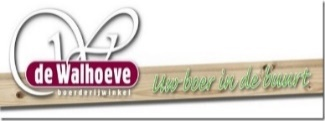 de Walhoeve
boerderijwinkel
Uw boer in de buurt